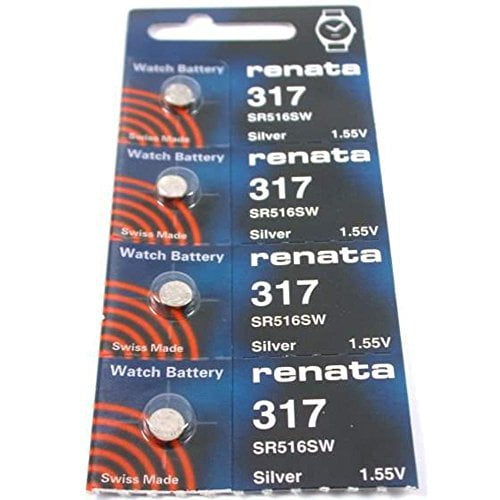 Watch Battery
Swiss Made
renata
317
SR516SW
Silver 1.55V
Watch Battery
Swiss Made
renata
317
SR516SW
Silver 1.55V
Watch Battery
Swiss Made
renata
317
SR516SW
Silver 1.55V
Watch Battery
Swiss Made
renata
317
SR516SW
Silver 1.55V